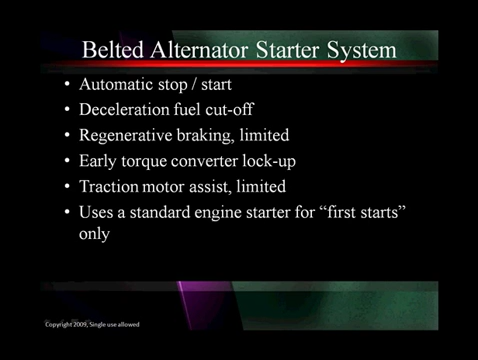 Belted Alternator Starter System
• Automatic stop / start
• Deceleration fuel cut-off
• Regenerative braking, limited
• Early torque converter lock-up
• Traction motor assist, limited
• Uses a standard engine starter for “first starts”
only
Copyright 2009, Single use allowed